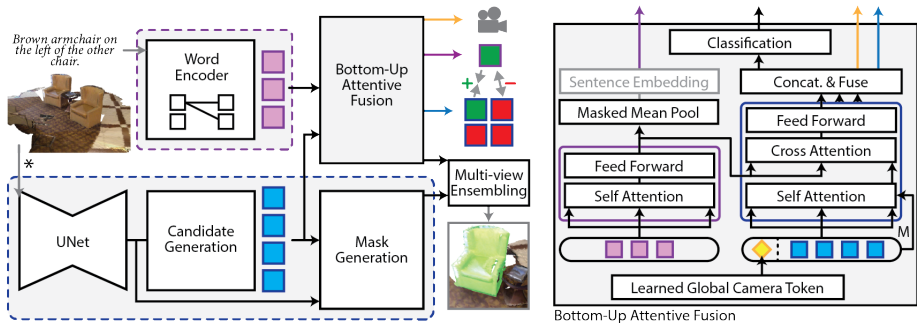 Brown armchair on
the left of the other
chair.
Word
Encoder
Bottom-Up
Attentive
Fusion
+
–
*
UNet
Candidate
Generation
Mask
Generation
Multi-view
Ensembling
Classification
Sentence Embedding
Concat. & Fuse
Masked Mean Pool
Feed Forward
Cross Attention
Feed Forward
Self Attention
Self Attention
M
Learned Global Camera Token
Bottom-Up Attentive Fusion